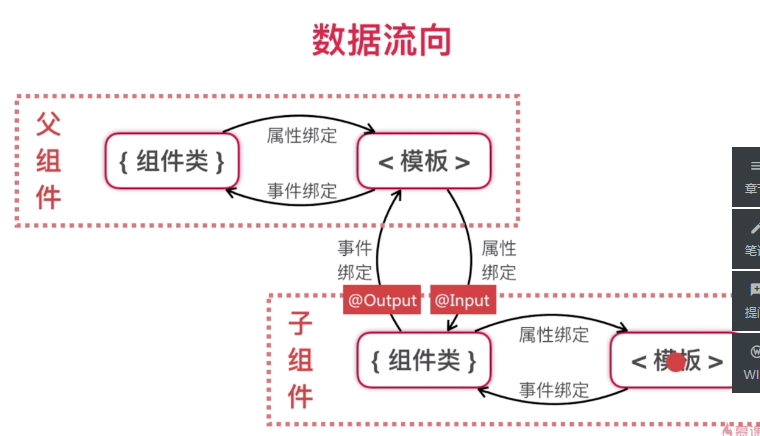 数据流向
父
组
件
{ 组件类 }
属性绑定
< 模板 >
事件绑定
事件
绑定
属性
绑定
@Output
@Input
子
组
件
{ 组件类 }
属性绑定
< 模板 >
事件绑定
章
笔
提
WI